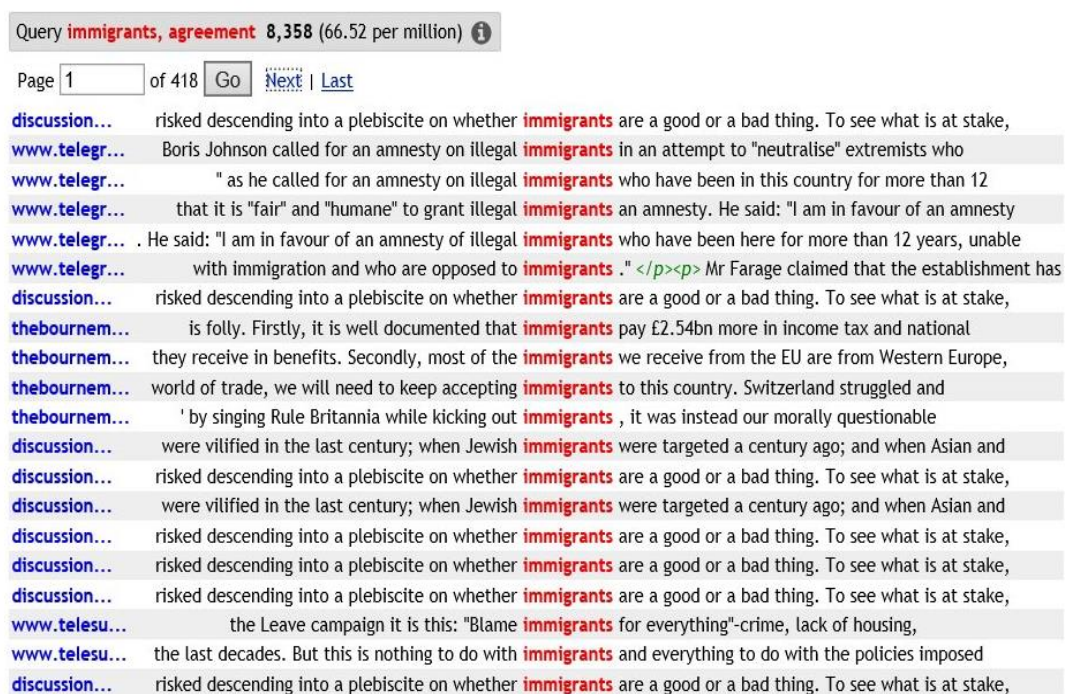 Query immigrants, agreement 8,358 (66.52 per million) i
Page 1 of 418 Go Next | Last
discussion... risked descending into a plebiscite on whether immigrants are a good or a bad thing. To see what is at stake,
www.telegr... Boris Johnson called for an amnesty on illegal immigrants in an attempt to "neutralise" extremists who
www.telegr... " as he called for an amnesty on illegal immigrants who have been in this country for more than 12
www.telegr... that it is "fair" and "humane" to grant illegal immigrants an amnesty. He said: "I am in favour of an amnesty
www.telegr... . He said: "I am in favour of an amnesty of illegal immigrants who have been here for more than 12 years, unable
www.telegr... with immigration and who are opposed to immigrants ." </p><p> Mr Farage claimed that the establishment has
discussion... risked descending into a plebiscite on whether immigrants are a good or a bad thing. To see what is at stake,
thebournem... is folly. Firstly, it is well documented that immigrants pay £2.54bn more in income tax and national
thebournem... they receive in benefits. Secondly, most of the immigrants we receive from the EU are from Western Europe,
thebournem... world of trade, we will need to keep accepting immigrants to this country. Switzerland struggled and
thebournem... ' by singing Rule Britannia while kicking out immigrants , it was instead our morally questionable
discussion... were vilified in the last century; when Jewish immigrants were targeted a century ago; and when Asian and
discussion... risked descending into a plebiscite on whether immigrants are a good or a bad thing. To see what is at stake,
discussion... were vilified in the last century; when Jewish immigrants were targeted a century ago; and when Asian and
discussion... risked descending into a plebiscite on whether immigrants are a good or a bad thing. To see what is at stake,
discussion... risked descending into a plebiscite on whether immigrants are a good or a bad thing. To see what is at stake,
discussion... risked descending into a plebiscite on whether immigrants are a good or a bad thing. To see what is at stake,
www.telesu... the Leave campaign it is this: "Blame immigrants for everything"-crime, lack of housing,
www.telesu... the last decades. But this is nothing to do with immigrants and everything to do with the policies imposed
discussion... risked descending into a plebiscite on whether immigrants are a good or a bad thing. To see what is at stake,